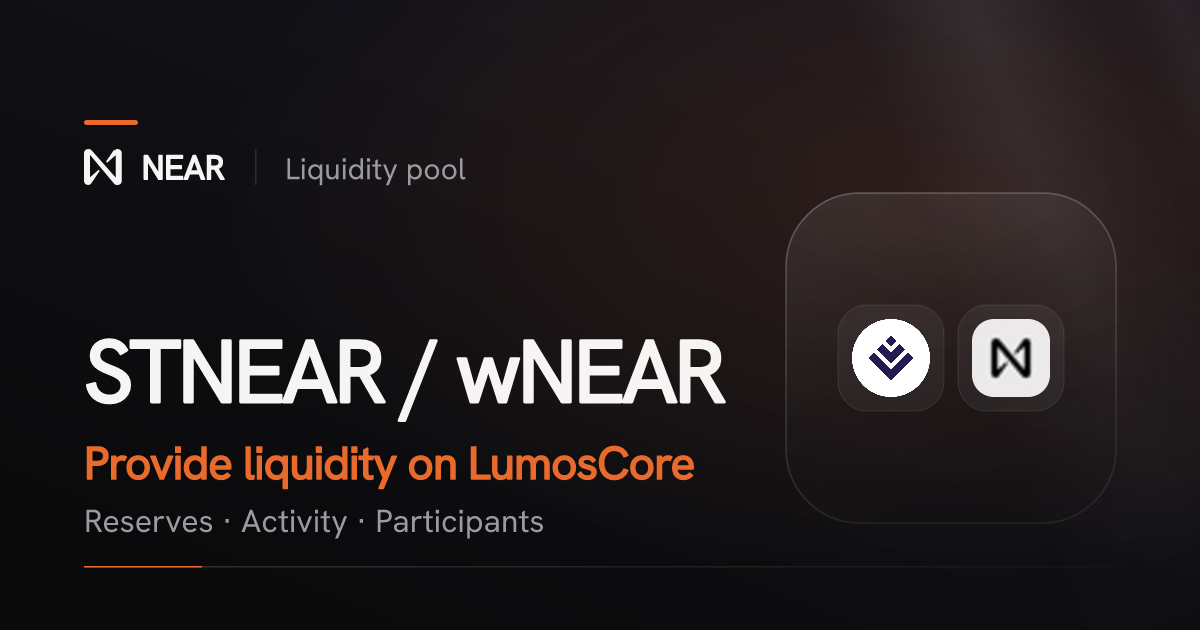 NEAR | Liquidity pool
STNEAR / wNEAR
Provide liquidity on LumosCore
Reserves · Activity · Participants